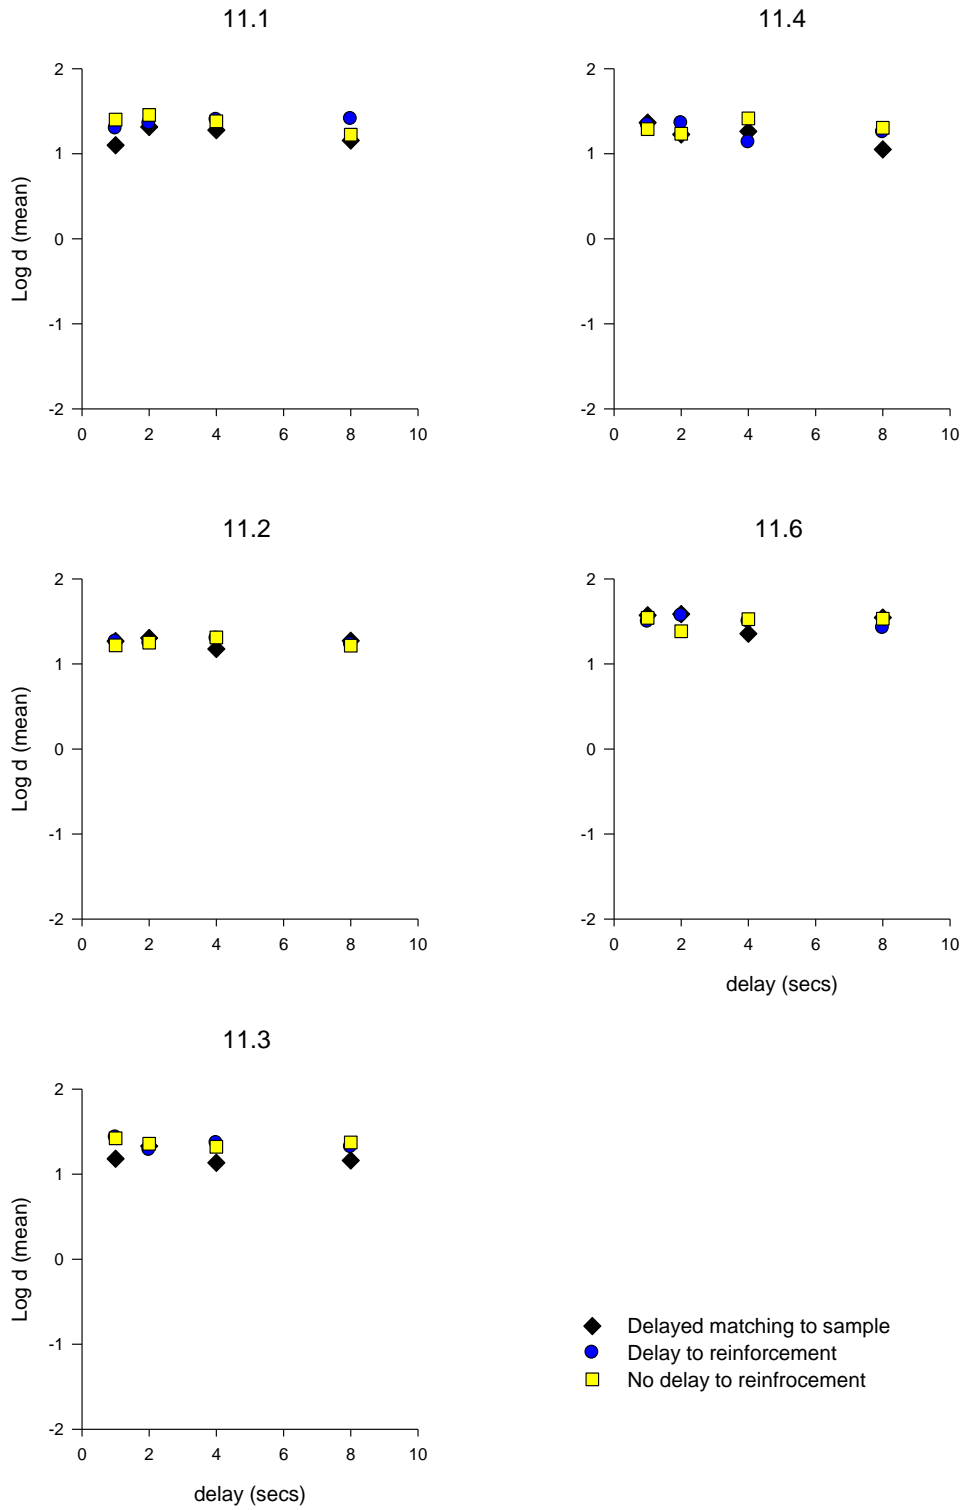 11.1
11.4
2
1
0
-1
-2
Log d (mean)
0 2 4 6 8 10
2
1
0
-1
-2
0 2 4 6 8 10
11.2
11.6
2
1
0
-1
-2
Log d (mean)
0 2 4 6 8 10
2
1
0
-1
-2
0 2 4 6 8 10
delay (secs)
11.3
2
1
0
-1
-2
Log d (mean)
0 2 4 6 8 10
delay (secs)
Delayed matching to sample
Delay to reinforcement
No delay to reinfrocement